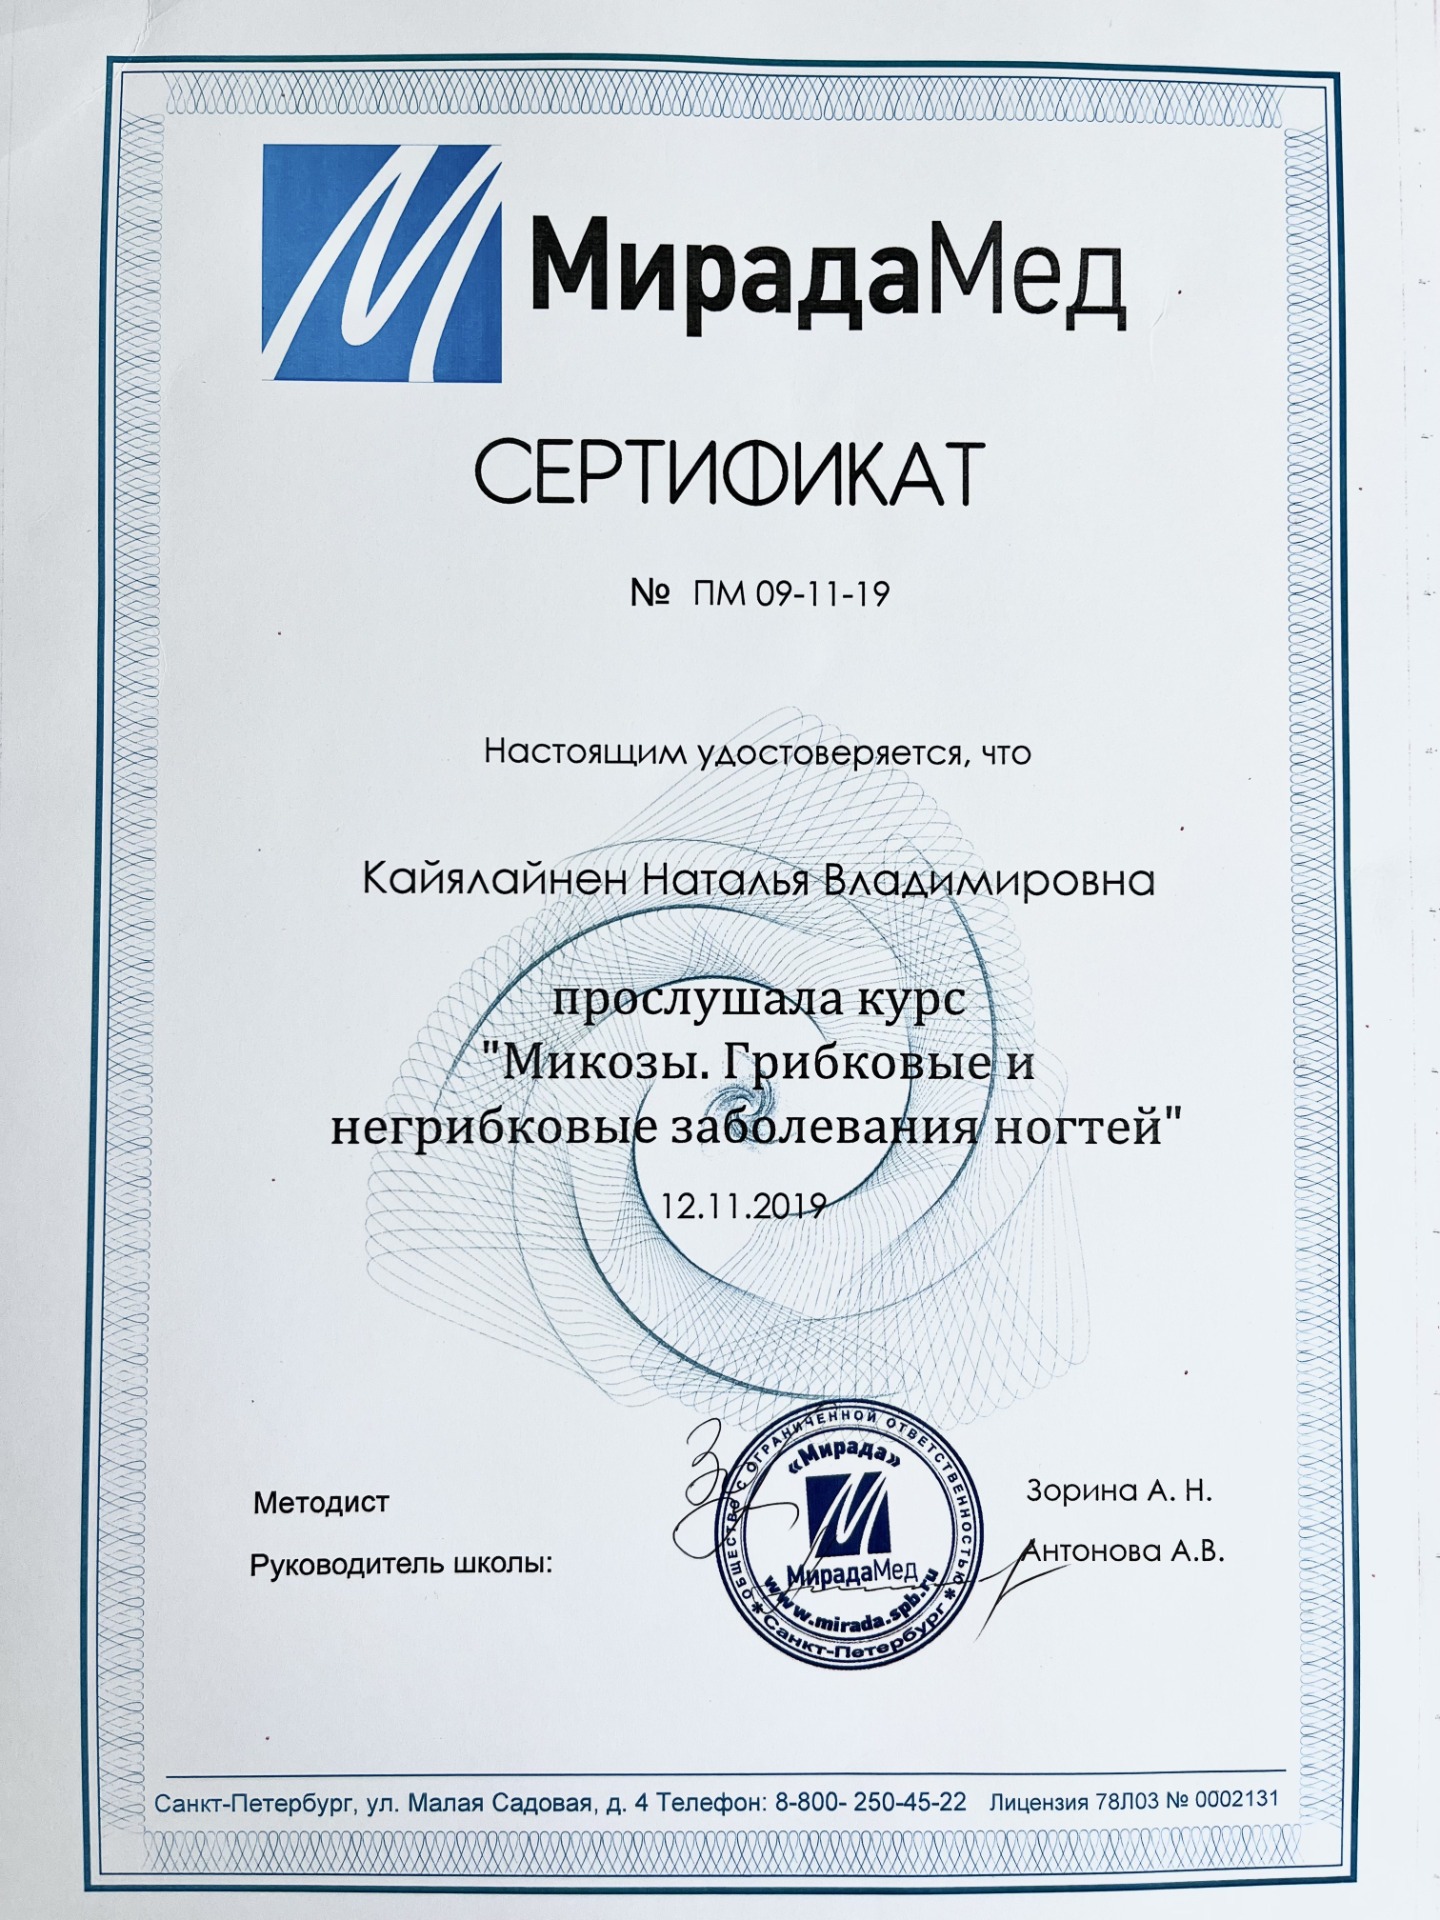 МирадаМед
СЕРТИФИКАТ
№ ПМ 09-11-19
Настоящим удостоверяется, что
Кайялайнен Наталья Владимировна
прослушала курс
"Микозы. Грибковые и
негрибковые заболевания ногтей"
12.11.2019
Методист
Зорина А. Н.
Руководитель школы:
Антонова А.В.
ОБЩЕСТВО С ОГРАНИЧЕННОЙ ОТВЕТСТВЕННОСТЬЮ
«Мирада»
МирадаМед
www.mirada.spb.ru
*Санкт-Петербург*
Санкт-Петербург, ул. Малая Садовая, д. 4 Телефон: 8-800- 250-45-22 Лицензия 78Л03 № 0002131